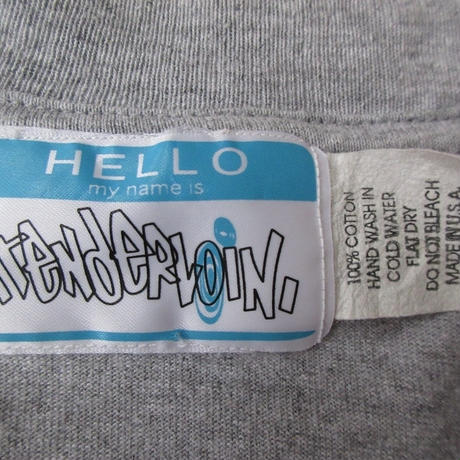 HELLO
my name is
TENDERLOIN.
100% COTTON
HAND WASH IN
COLD WATER
FLAT DRY
DO NOT BLEACH
MADE IN U.S.A.